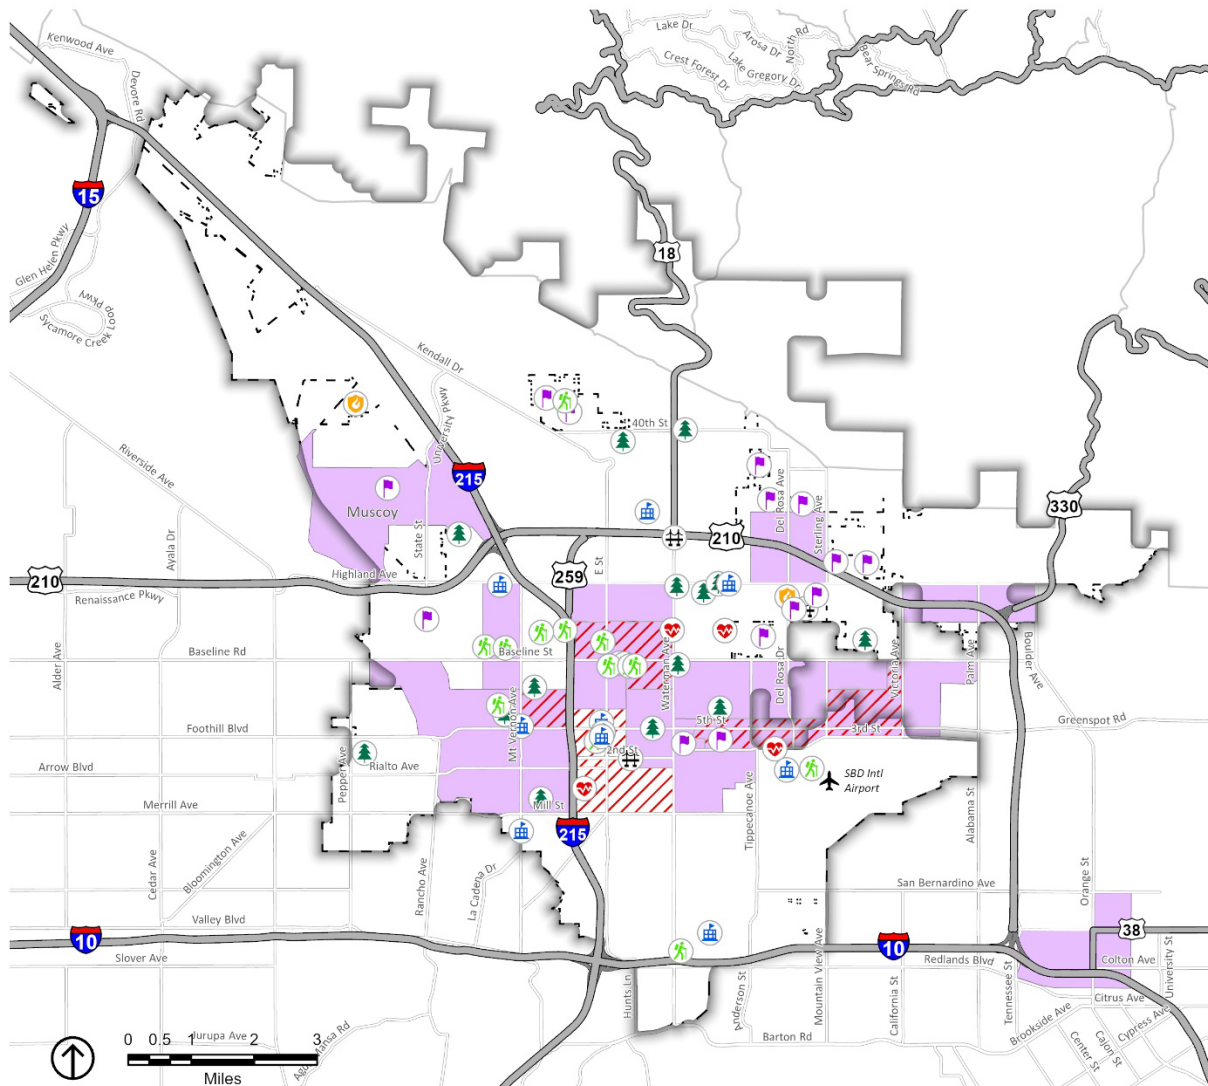 Lake Dr
Arosa Dr
North Rd
Kenwood Ave
Crest Forest Dr
Lake Gregory Dr
Bear Springs Rd
Devore Rd
15
Glen Helen Pkwy
18
Sycamore Creek Loop Pkwy
Kendall Dr
University Pkwy
40th St
Riverside Ave
215
Del Rosa Ave
Sterling Ave
Muscoy
330
Ayala Dr
State St
210
E St
210
Highland Ave
259
Renaissance Pkwy
Alder Ave
Baseline Rd
Baseline St
Waterman Ave
Del Rosa Dr
Victoria Ave
Palm Ave
Boulder Ave
Mt Vernon Ave
5th St
3rd St
Greenspot Rd
Foothill Blvd
2nd St
Arrow Blvd
Pepper Ave
Rialto Ave
SBD Intl
Airport
Merrill Ave
Mill St
Tippecanoe Ave
Alabama St
215
Cedar Ave
Bloomington Ave
Rancho Ave
La Cadena Dr
Orange St
San Bernardino Ave
Valley Blvd
10
10
38
Slover Ave
Redlands Blvd
Colton Ave
University St
Hunts Ln
Anderson St
Mountain View Ave
California St
Tennessee St
Citrus Ave
Brookside Ave
Cypress Ave
Cajon St
Center St
Barton Rd
Jurupa Ave
Agua Mansa Rd
0 0.5 1 2 3
Miles